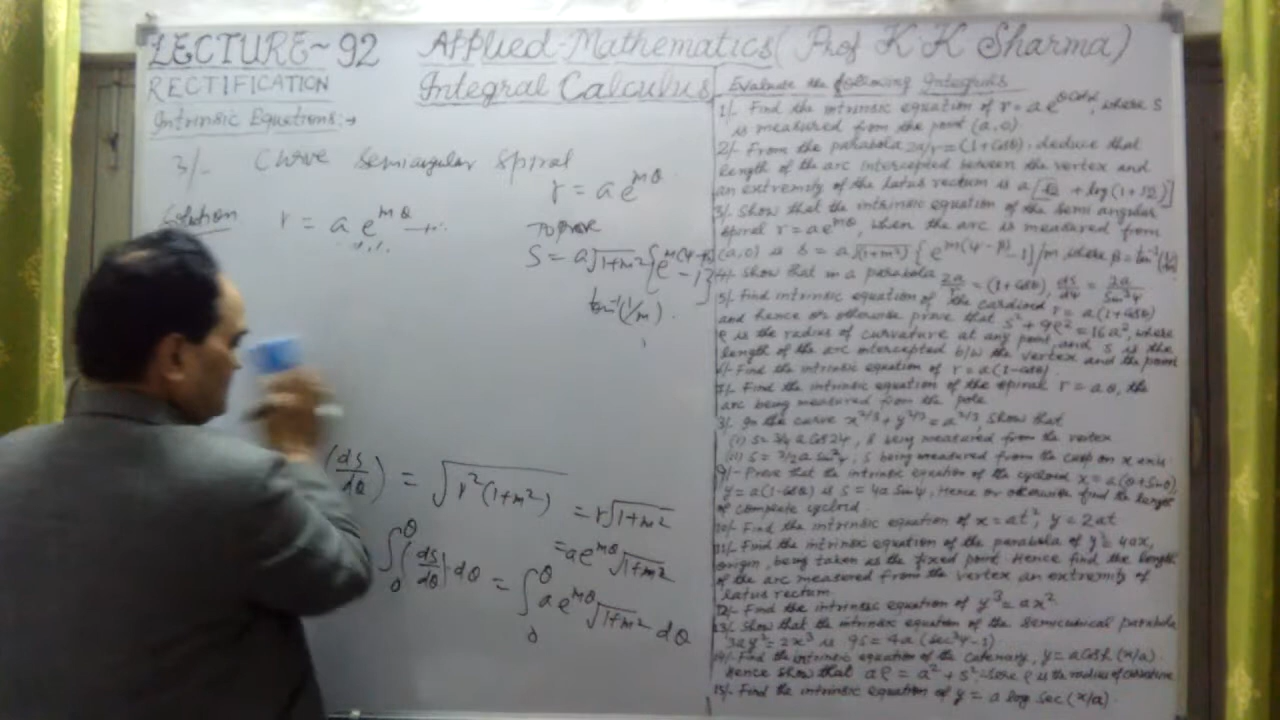 LECTURE~92 Applied-Mathematics (Prof K K Sharma)
RECTIFICATION Integral Calculus
Intrinsic Equations:→
3/- Curve Semiangular Spiral
r = a e^{mθ}
Solution r = a e^{mθ}
To prove
S = a√(1+m²) {e^{m(ψ-β)} - 1}
tan⁻¹(1/m).
(ds/dθ) = √(r²(1+m²)) = r√(1+m²)
= a e^{mθ} √(1+m²)
∫₀^θ (ds/dθ) dθ = ∫₀^θ a e^{mθ} √(1+m²) dθ
Evaluate the following Integrals
1/- Find the intrinsic equation of r = a e^{θ cot α}, where S
is measured from the point (a, 0)
2/- From the parabola 2a/r = (1+cosθ), deduce that
length of the arc intercepted between the vertex and
an extremity of the latus rectum is a[√2 + log(1+√2)]
3/- Show that the intrinsic equation of the semi angular
spiral r = ae^{mθ}, when the arc is measured from
(a, 0) is s = a√(1+m²) {e^{m(ψ-β)} - 1}/m, where β = tan⁻¹(1/m)
4/- Show that in a parabola 2a/r = (1+cosθ), ds/dψ = 2a/sin³ψ
5/- Find intrinsic equation of the cardioid r = a(1+cosθ)
and hence or otherwise prove that s² + 9ρ² = 16a², where
ρ is the radius of curvature at any point, and S is the
length of the arc intercepted b/w the vertex and the point
6/- Find the intrinsic equation of r = a(1-cosθ)
7/- Find the intrinsic equation of the spiral r = aθ, the
arc being measured from the pole
8/- In the curve x^{2/3} + y^{2/3} = a^{2/3}, show that
(i) s = 3/4 a cos2ψ, s being measured from the vertex
(ii) s = 3/2 a sin²ψ, s being measured from the cusp on x axis
9/- Prove that the intrinsic equation of the cycloid x = a(θ+sinθ)
y = a(1-cosθ) is s = 4a sinψ. Hence or otherwise find the length
of complete cycloid.
10/- Find the intrinsic equation of x = at², y = 2at
11/- Find the intrinsic equation of the parabola of y² = 4ax,
origin, being taken as the fixed point. Hence find the length
of the arc measured from the vertex an extremity of
latus rectum.
12/- Find the intrinsic equation of y³ = ax²
13/- Show that the intrinsic equation of the semicubical parabola
3ay² = 2x³ is 9s = 4a(sec³ψ-1)
14/- Find the intrinsic equation of the catenary, y = a cosh(x/a).
Hence show that aρ = a² + s², where ρ is the radius of curvature
15/- Find the intrinsic equation of y = a log sec(x/a)